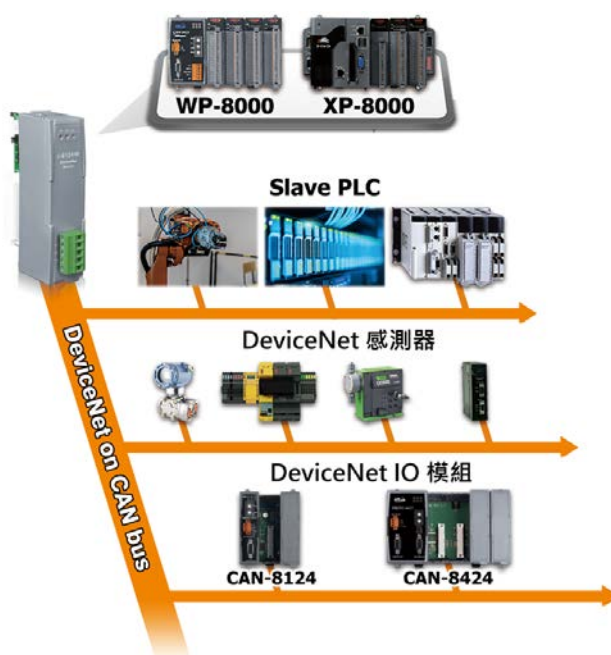 WP-8000
XP-8000
Slave PLC
DeviceNet 感測器
DeviceNet IO 模組
CAN-8124
CAN-8424
DeviceNet on CAN bus